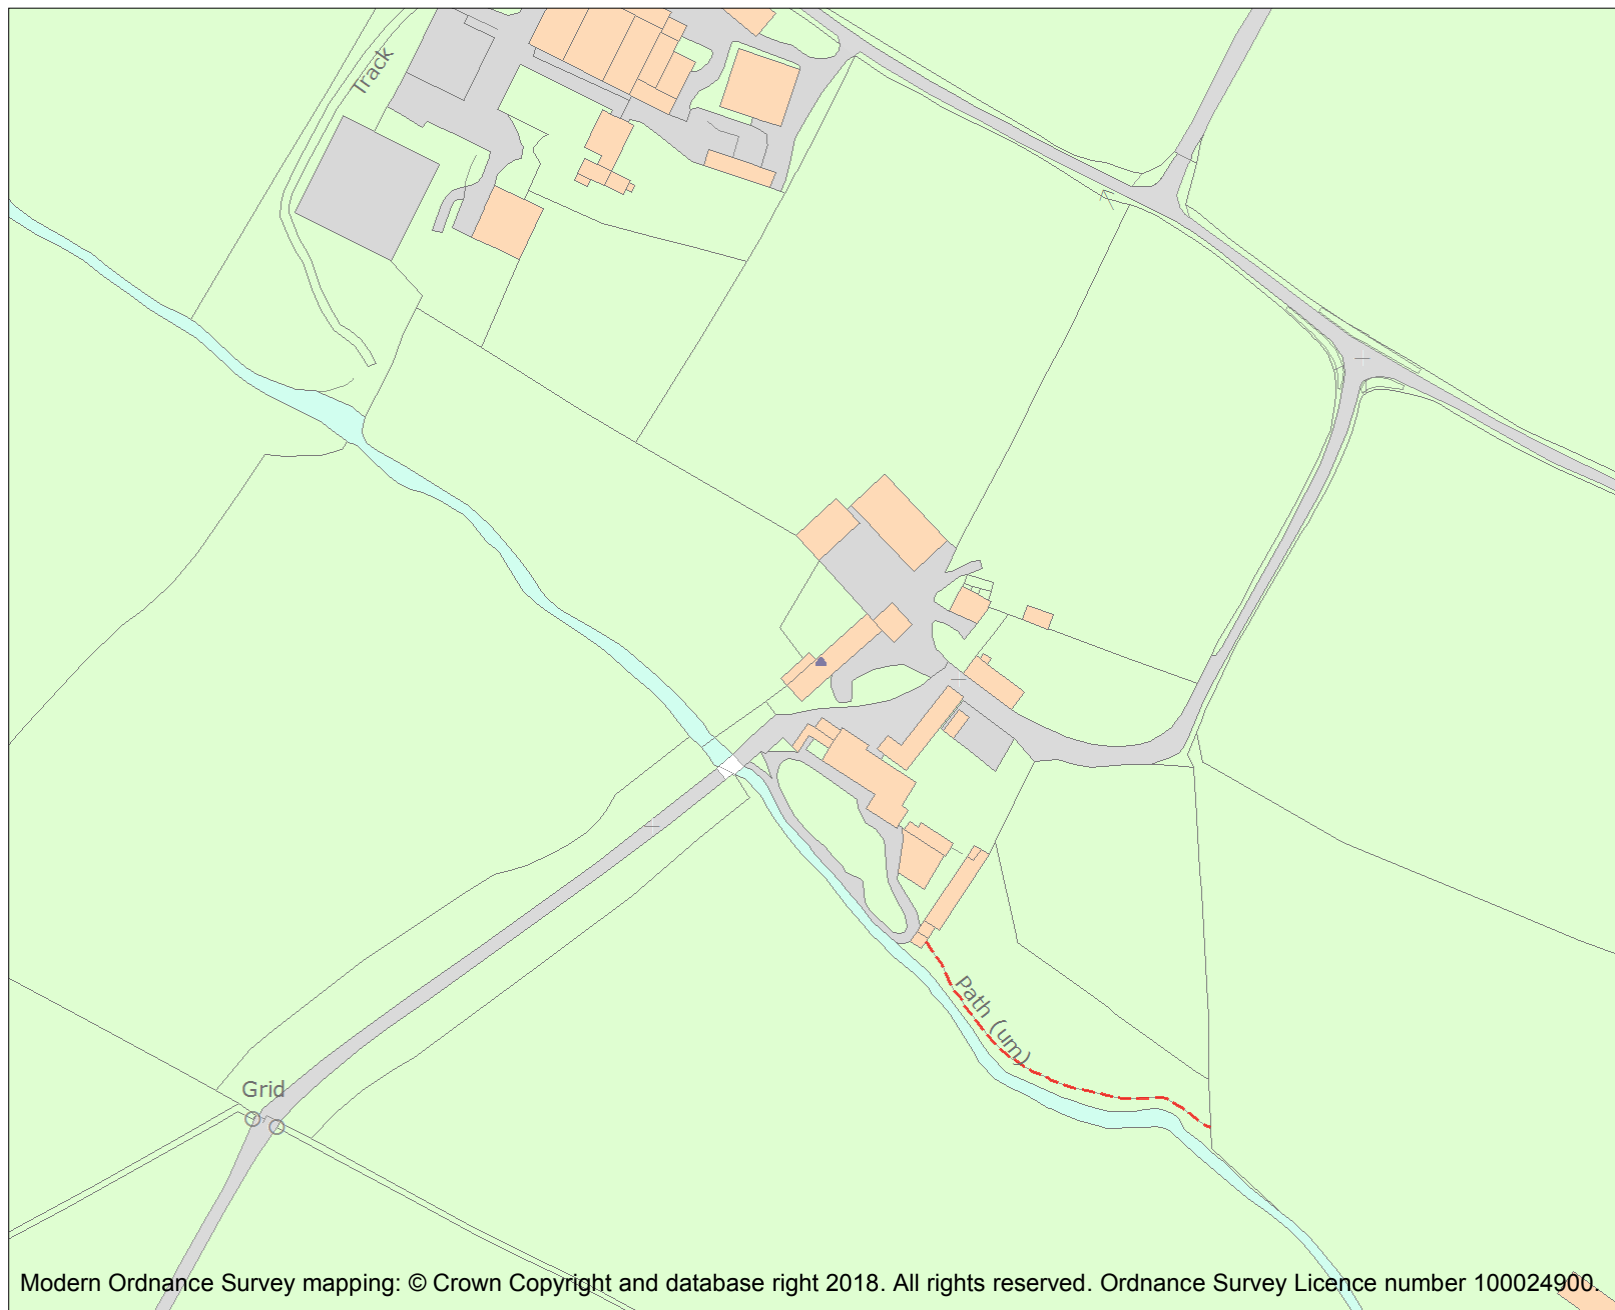 Track
Path (um)
Grid
Modern Ordnance Survey mapping: © Crown Copyright and database right 2018. All rights reserved. Ordnance Survey Licence number 100024900.